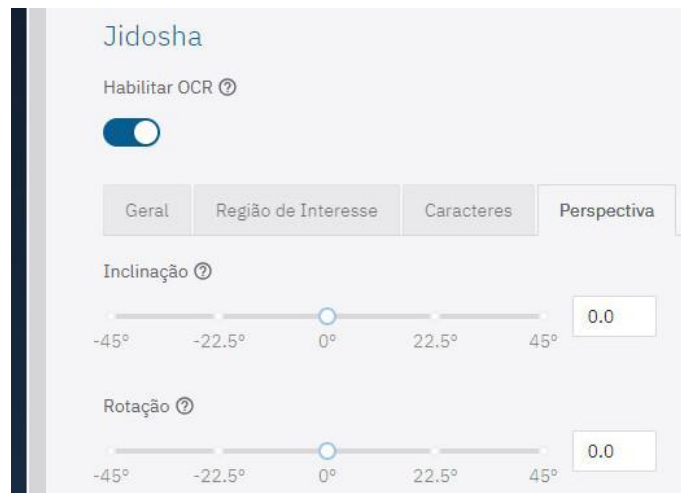 Jidosha
Habilitar OCR
Geral Região de Interesse Caracteres Perspectiva
Inclinação
0.0
-45° -22.5° 0° 22.5° 45°
Rotação
0.0
-45° -22.5° 0° 22.5° 45°